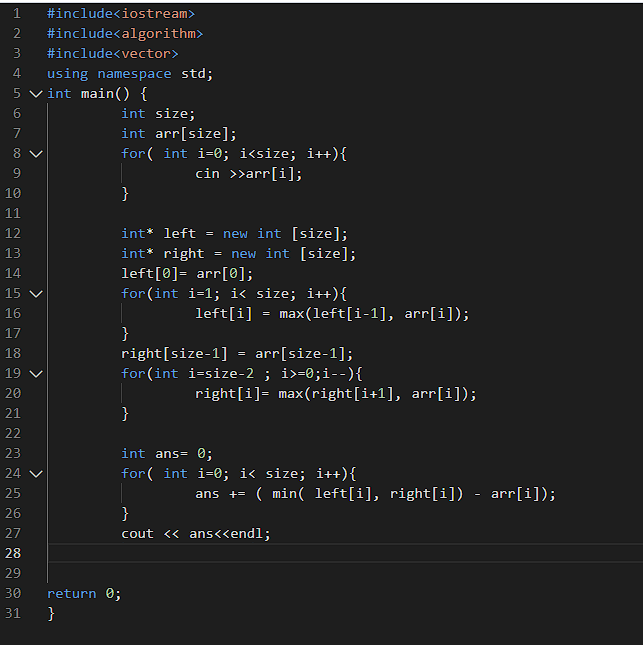 1 #include<iostream>
2 #include<algorithm>
3 #include<vector>
4 using namespace std;
5 int main() {
6 int size;
7 int arr[size];
8 for( int i=0; i<size; i++){
9 cin >>arr[i];
10 }
11
12 int* left = new int [size];
13 int* right = new int [size];
14 left[0]= arr[0];
15 for(int i=1; i< size; i++){
16 left[i] = max(left[i-1], arr[i]);
17 }
18 right[size-1] = arr[size-1];
19 for(int i=size-2 ; i>=0;i--){
20 right[i]= max(right[i+1], arr[i]);
21 }
22
23 int ans= 0;
24 for( int i=0; i< size; i++){
25 ans += ( min( left[i], right[i]) - arr[i]);
26 }
27 cout << ans<<endl;
28
29
30 return 0;
31 }